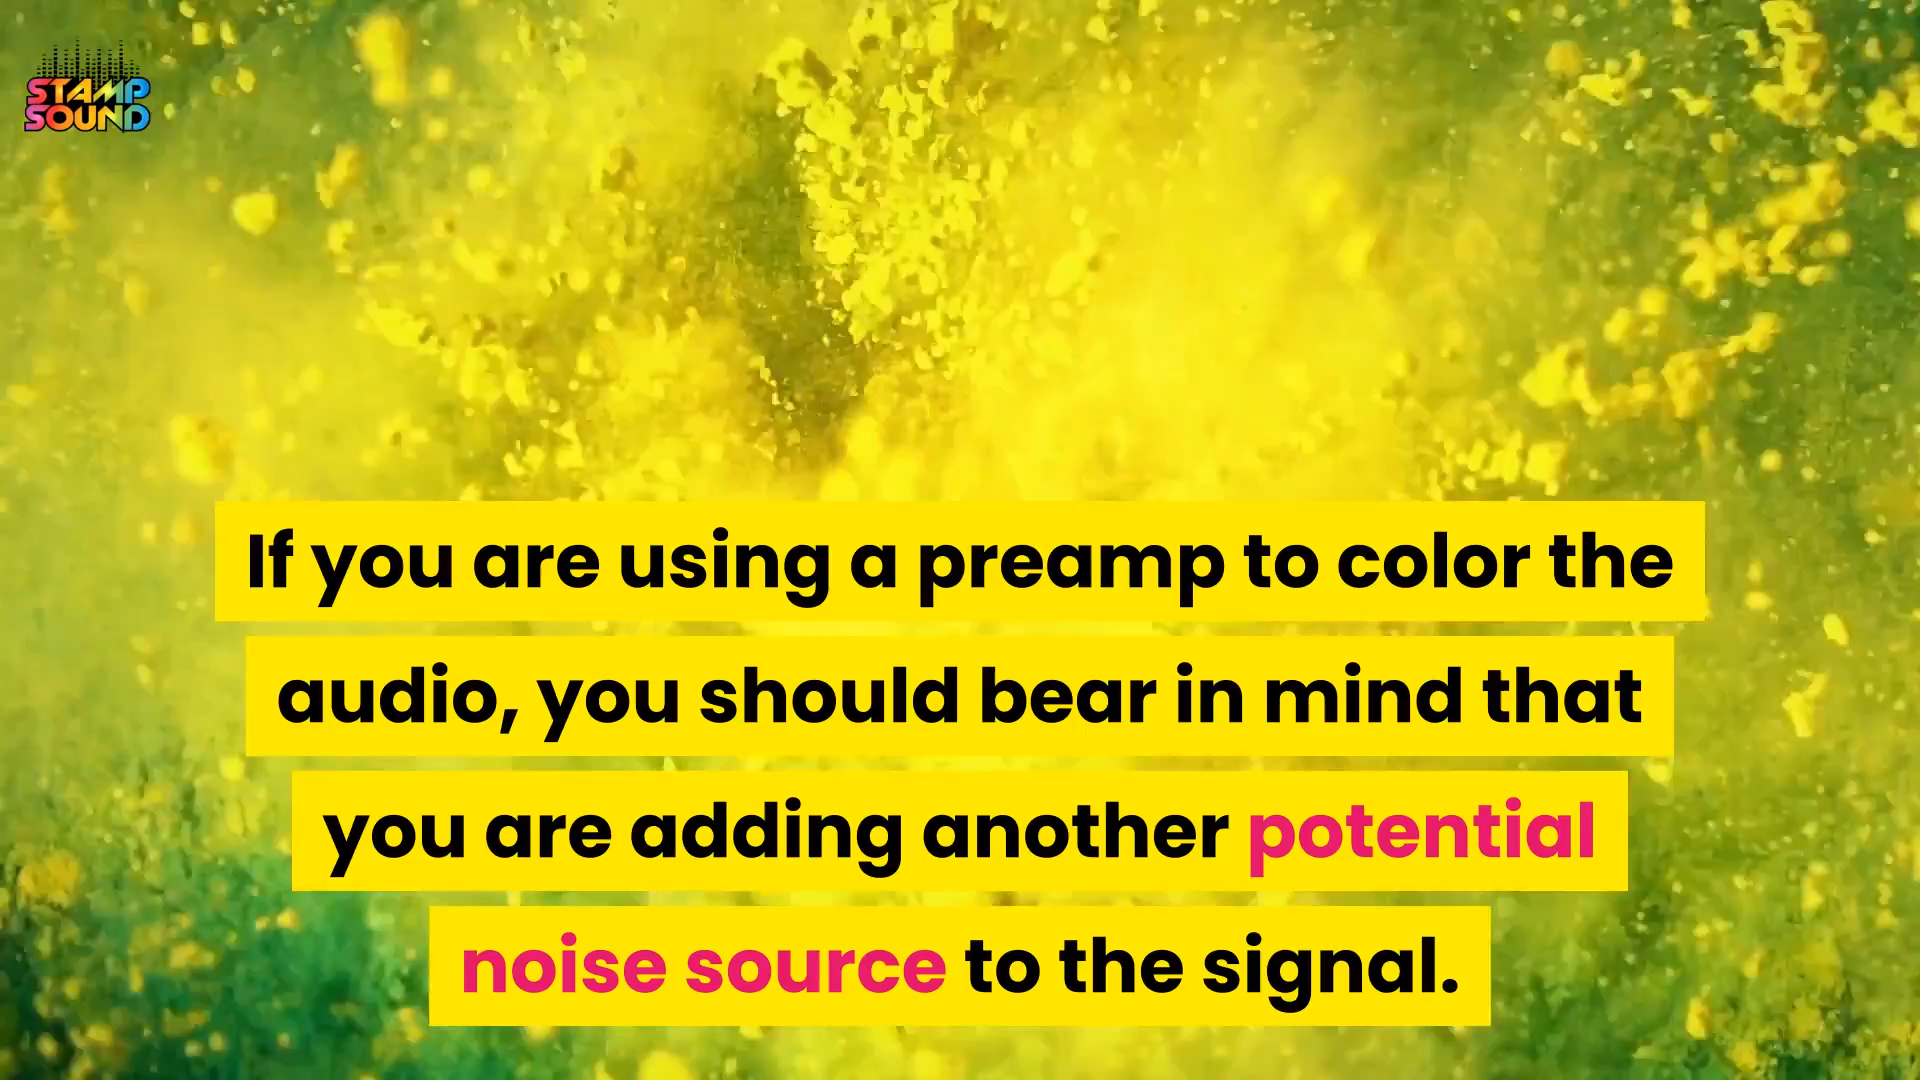 STAMP
SOUND
If you are using a preamp to color the
audio, you should bear in mind that
you are adding another potential
noise source to the signal.